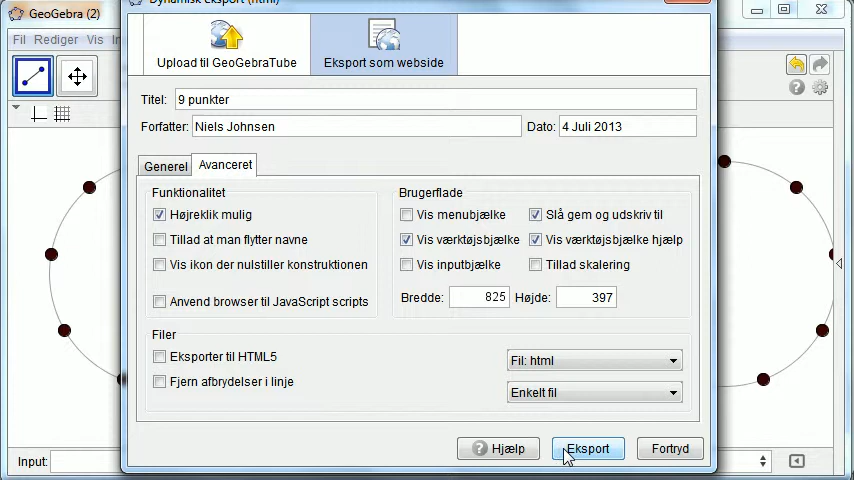 GeoGebra (2)
Dynamisk eksport (html)
Fil Rediger Vis
Upload til GeoGebraTube
Eksport som webside
Titel: 9 punkter
Forfatter: Niels Johnsen Dato: 4 Juli 2013
Generel Avanceret
Funktionalitet
Højreklik mulig
Tillad at man flytter navne
Vis ikon der nulstiller konstruktionen
Anvend browser til JavaScript scripts
Brugerflade
Vis menubjælke Slå gem og udskriv til
Vis værktøjsbjælke Vis værktøjsbjælke hjælp
Vis inputbjælke Tillad skalering
Bredde: 825 Højde: 397
Filer
Eksporter til HTML5 Fil: html
Fjern afbrydelser i linje Enkelt fil
Hjælp Eksport Fortryd
Input: